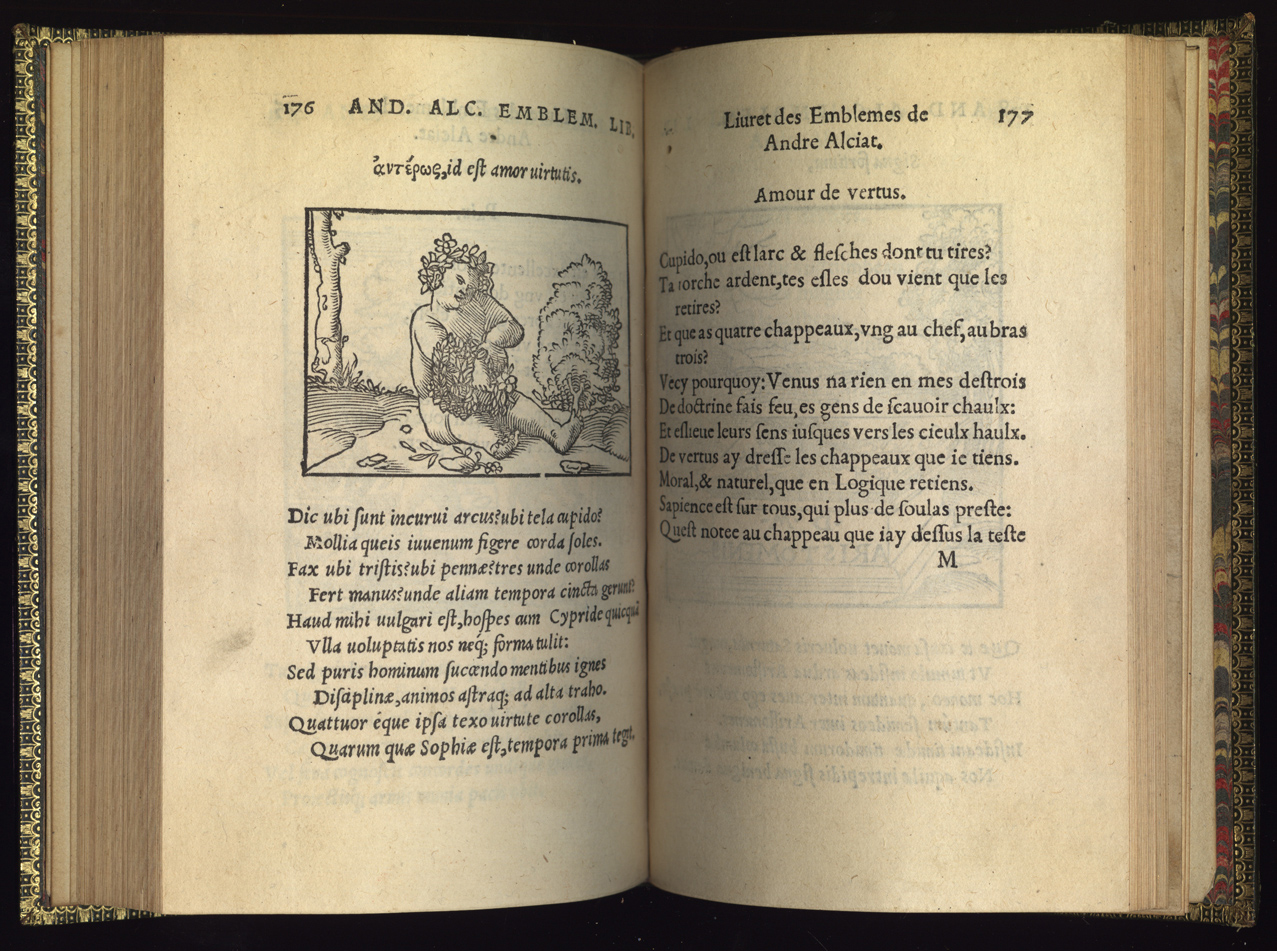 176 AND. ALC. EMBLEM. LIB.
ἀντέρως, id eſt amor uirtutis.
Dic ubi ſunt incurui arcus? ubi tela cupido?
Mollia queis iuuenum figere corda ſoles.
Fax ubi triſtis? ubi pennæ? tres unde corollas
Fert manus? unde aliam tempora cincta gerunt?
Haud mihi uulgari eſt, hoſpes cum Cypride quicquã
Vlla uoluptatis nos neq; forma tulit:
Sed puris hominum ſuccendo mentibus ignes
Diſciplinæ, animos aſtraq; ad alta traho.
Quattuor éque ipſa texo uirtute corollas,
Quarum quæ Sophiæ eſt, tempora prima tegit.
Liuret des Emblemes de 177
Andre Alciat.
Amour de vertus.
Cupido, ou eſt larc & fleſches dont tu tires?
Ta torche ardent, tes eſles dou vient que les
retires?
Et que as quatre chappeaux, vng au chef, au bras
trois?
Vecy pourquoy: Venus na rien en mes deſtrois
De doctrine fais feu, es gens de ſcauoir chaulx:
Et eſlieue leurs ſens iuſques vers les cieulx haulx.
De vertus ay dreſſe les chappeaux que ie tiens.
Moral, & naturel, que en Logique retiens.
Sapience eſt ſur tous, qui plus de ſoulas preſte:
Queſt notee au chappeau que iay deſſus la teſte
M